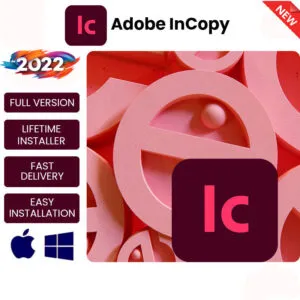 Ic
Adobe InCopy
NEW
2022
FULL VERSION
LIFETIME
INSTALLER
FAST
DELIVERY
EASY
INSTALLATION
Ic